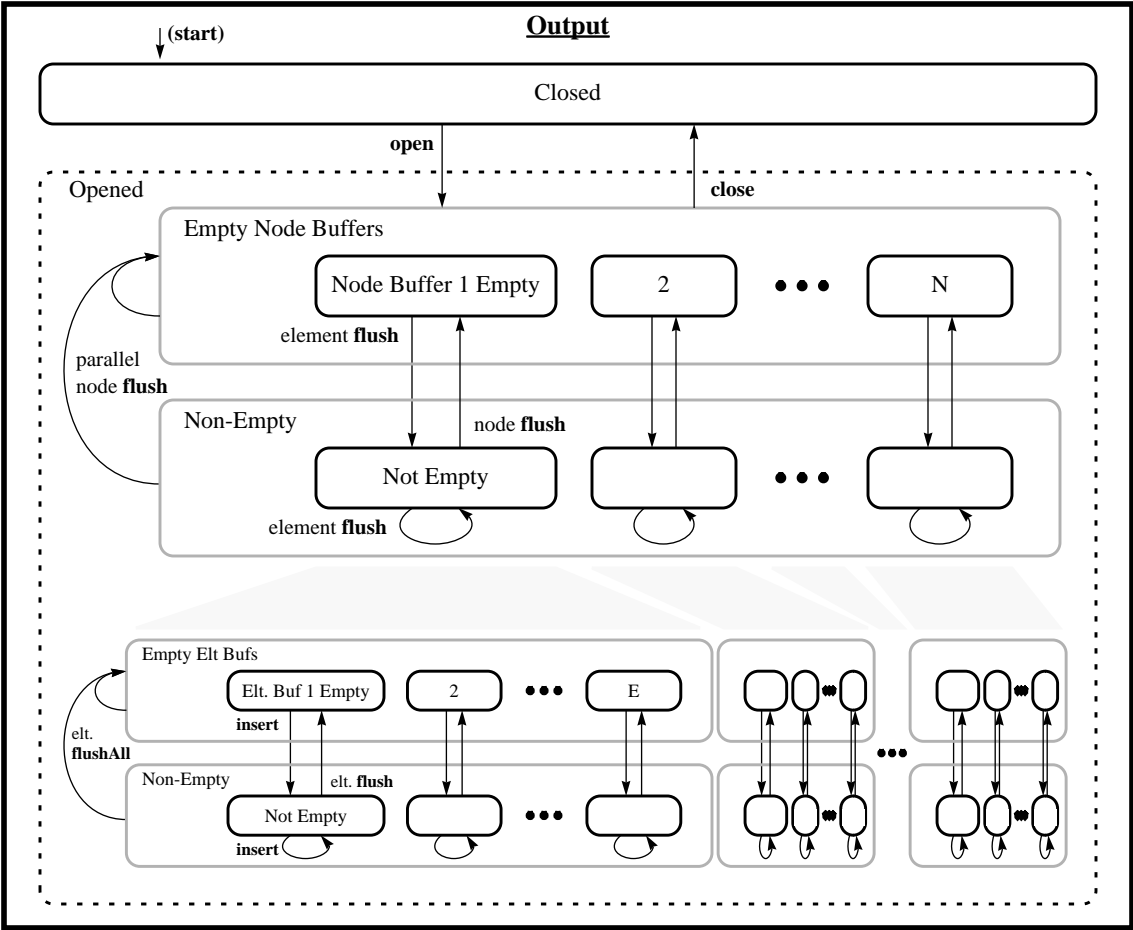 Output
(start)
Closed
open
close
Opened
Empty Node Buffers
Node Buffer 1 Empty
2
N
element flush
parallel
node flush
Non-Empty
node flush
Not Empty
element flush
Empty Elt Bufs
Elt. Buf 1 Empty
2
E
insert
elt.
flushAll
Non-Empty
elt. flush
Not Empty
insert